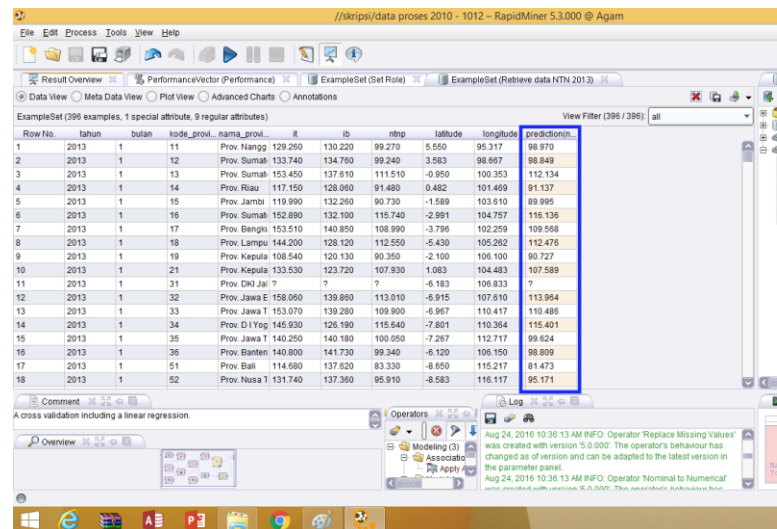 //skripsi/data proses 2010 - 1012 – RapidMiner 5.3.000 @ Agam
File Edit Process Tools View Help
Result Overview PerformanceVector (Performance) ExampleSet (Set Role) ExampleSet (Retrieve data NTN 2013)
Data View Meta Data View Plot View Advanced Charts Annotations
ExampleSet (396 examples, 1 special attribute, 9 regular attributes) View Filter (396 / 396): all
Row No. tahun bulan kode_provi... nama_provi... it ib ntnp latitude longitude prediction(n...
1 2013 1 11 Prov. Nangg 129.260 130.220 99.270 5.550 95.317 98.970
2 2013 1 12 Prov. Sumat 133.740 134.760 99.240 3.583 98.667 98.849
3 2013 1 13 Prov. Sumat 153.450 137.610 111.510 -0.950 100.353 112.134
4 2013 1 14 Prov. Riau 117.150 128.060 91.480 0.482 101.469 91.137
5 2013 1 15 Prov. Jambi 119.990 132.260 90.730 -1.589 103.610 89.995
6 2013 1 16 Prov. Sumat 152.890 132.100 115.740 -2.991 104.757 116.136
7 2013 1 17 Prov. Bengk 153.510 140.850 108.990 -3.796 102.259 109.568
8 2013 1 18 Prov. Lampu 144.200 128.120 112.550 -5.430 105.262 112.476
9 2013 1 19 Prov. Kepula 108.540 120.130 90.350 -2.100 106.100 90.727
10 2013 1 21 Prov. Kepula 133.530 123.720 107.930 1.083 104.483 107.589
11 2013 1 31 Prov. DKI Jal ? ? ? -6.183 106.833 ?
12 2013 1 32 Prov. Jawa E 158.060 139.860 113.010 -6.915 107.610 113.964
13 2013 1 33 Prov. Jawa T 153.070 139.280 109.900 -6.967 110.417 110.486
14 2013 1 34 Prov. D I Yog 145.930 126.190 115.640 -7.801 110.364 115.401
15 2013 1 35 Prov. Jawa T 140.250 140.180 100.050 -7.267 112.717 99.624
16 2013 1 36 Prov. Banten 140.800 141.730 99.340 -6.120 106.150 98.809
17 2013 1 51 Prov. Bali 114.680 137.620 83.330 -8.650 115.217 81.473
18 2013 1 52 Prov. Nusa T 131.740 137.360 95.910 -8.583 116.117 95.171
Comment
A cross validation including a linear regression.
Overview
Operators
Modeling (3)
Associatio
Apply
Log
Aug 24, 2016 10:36:13 AM INFO: Operator 'Replace Missing Values'
was created with version '5.0.000'. The operator's behaviour has
changed as of version and can be adapted to the latest version in
the parameter panel.
Aug 24, 2016 10:36:13 AM INFO: Operator 'Nominal to Numerical'
was created with version '5.0.000'. The operator's behaviour has